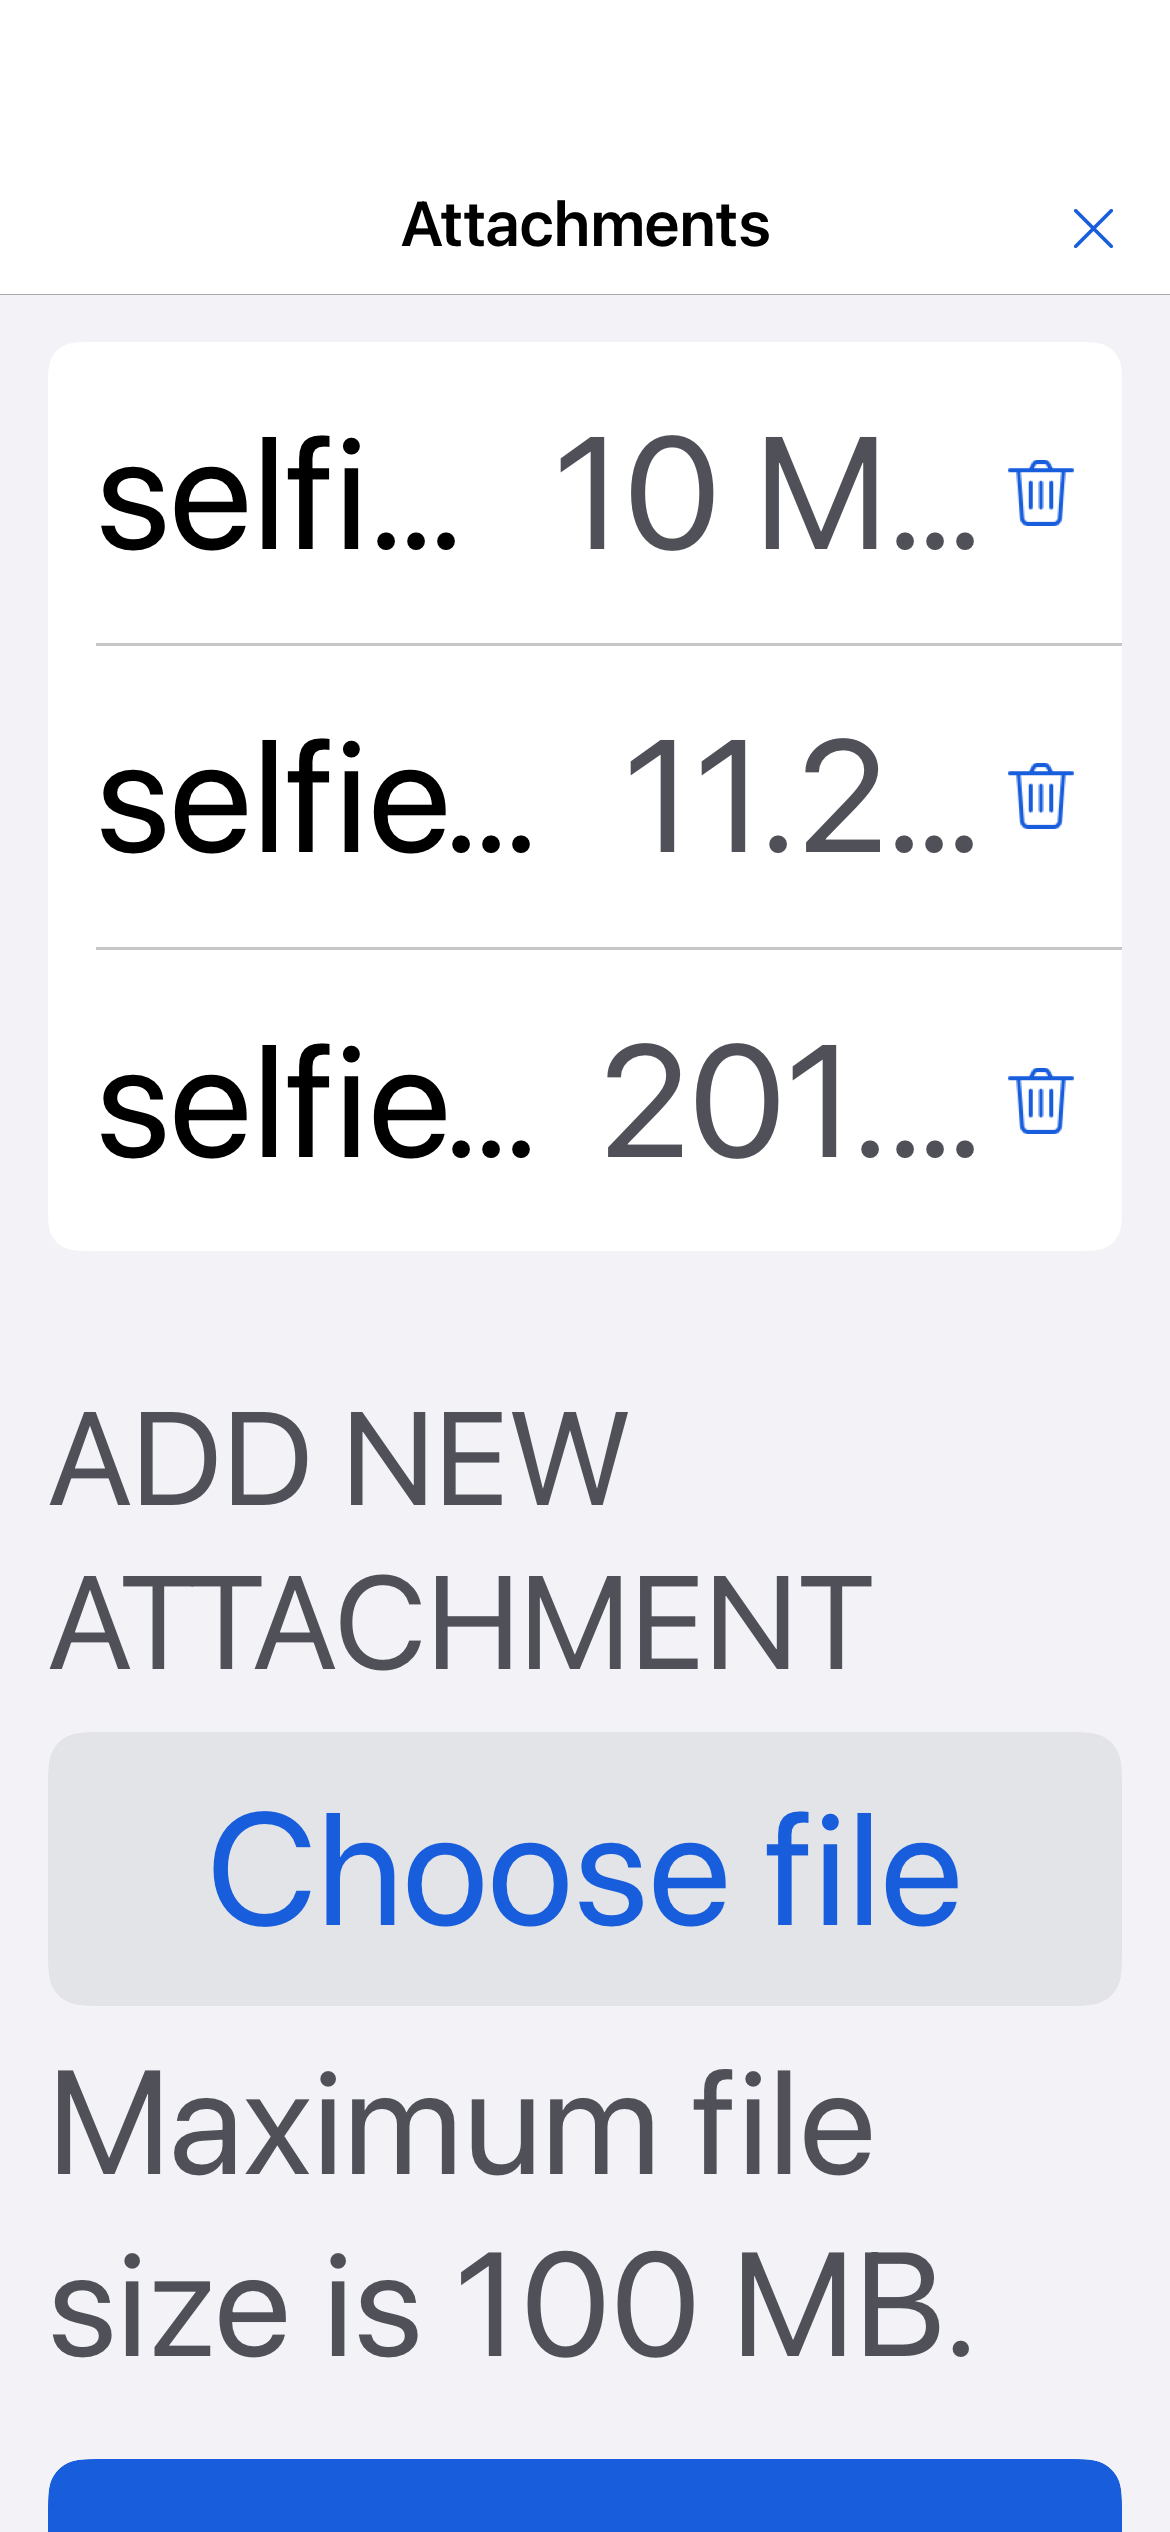 Attachments
selfi... 10 M...
selfie... 11.2...
selfie... 201....
ADD NEW
ATTACHMENT
Choose file
Maximum file
size is 100 MB.